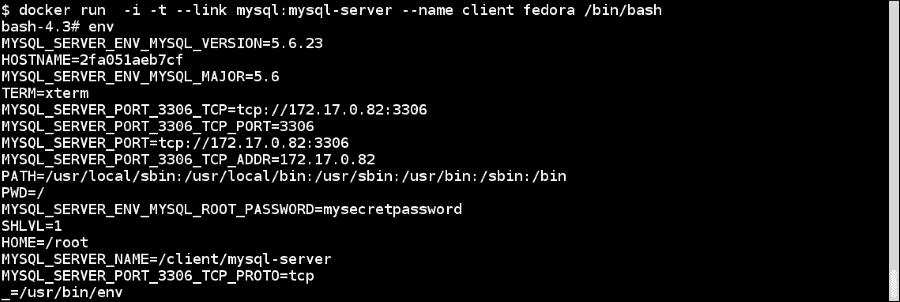 $ docker run  -i -t --link mysql:mysql-server --name client fedora /bin/bash
bash-4.3# env
MYSQL_SERVER_ENV_MYSQL_VERSION=5.6.23
HOSTNAME=2fa051aeb7cf
MYSQL_SERVER_ENV_MYSQL_MAJOR=5.6
TERM=xterm
MYSQL_SERVER_PORT_3306_TCP=tcp://172.17.0.82:3306
MYSQL_SERVER_PORT_3306_TCP_PORT=3306
MYSQL_SERVER_PORT=tcp://172.17.0.82:3306
MYSQL_SERVER_PORT_3306_TCP_ADDR=172.17.0.82
PATH=/usr/local/sbin:/usr/local/bin:/usr/sbin:/usr/bin:/sbin:/bin
PWD=/
MYSQL_SERVER_ENV_MYSQL_ROOT_PASSWORD=mysecretpassword
SHLVL=1
HOME=/root
MYSQL_SERVER_NAME=/client/mysql-server
MYSQL_SERVER_PORT_3306_TCP_PROTO=tcp
_=/usr/bin/env